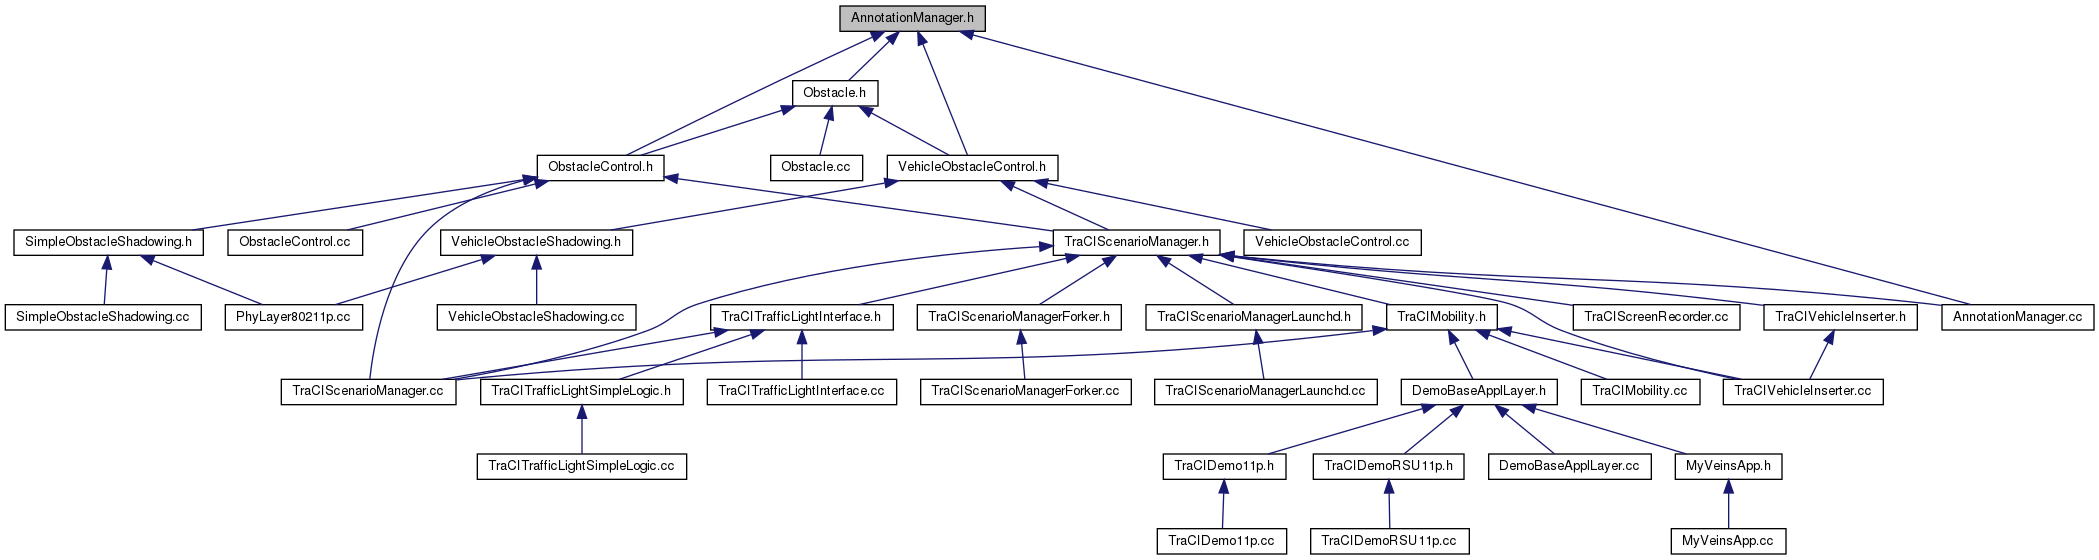 AnnotationManager.h
Obstacle.h
ObstacleControl.h
Obstacle.cc
VehicleObstacleControl.h
SimpleObstacleShadowing.h
ObstacleControl.cc
VehicleObstacleShadowing.h
TraCIScenarioManager.h
VehicleObstacleControl.cc
SimpleObstacleShadowing.cc
PhyLayer80211p.cc
VehicleObstacleShadowing.cc
TraCITrafficLightInterface.h
TraCIScenarioManagerForker.h
TraCIScenarioManagerLaunchd.h
TraCIMobility.h
TraCIScreenRecorder.cc
TraCIVehicleInserter.h
AnnotationManager.cc
TraCIScenarioManager.cc
TraCITrafficLightSimpleLogic.h
TraCITrafficLightInterface.cc
TraCIScenarioManagerForker.cc
TraCIScenarioManagerLaunchd.cc
DemoBaseApplLayer.h
TraCIMobility.cc
TraCIVehicleInserter.cc
TraCITrafficLightSimpleLogic.cc
TraCIDemo11p.h
TraCIDemoRSU11p.h
DemoBaseApplLayer.cc
MyVeinsApp.h
TraCIDemo11p.cc
TraCIDemoRSU11p.cc
MyVeinsApp.cc